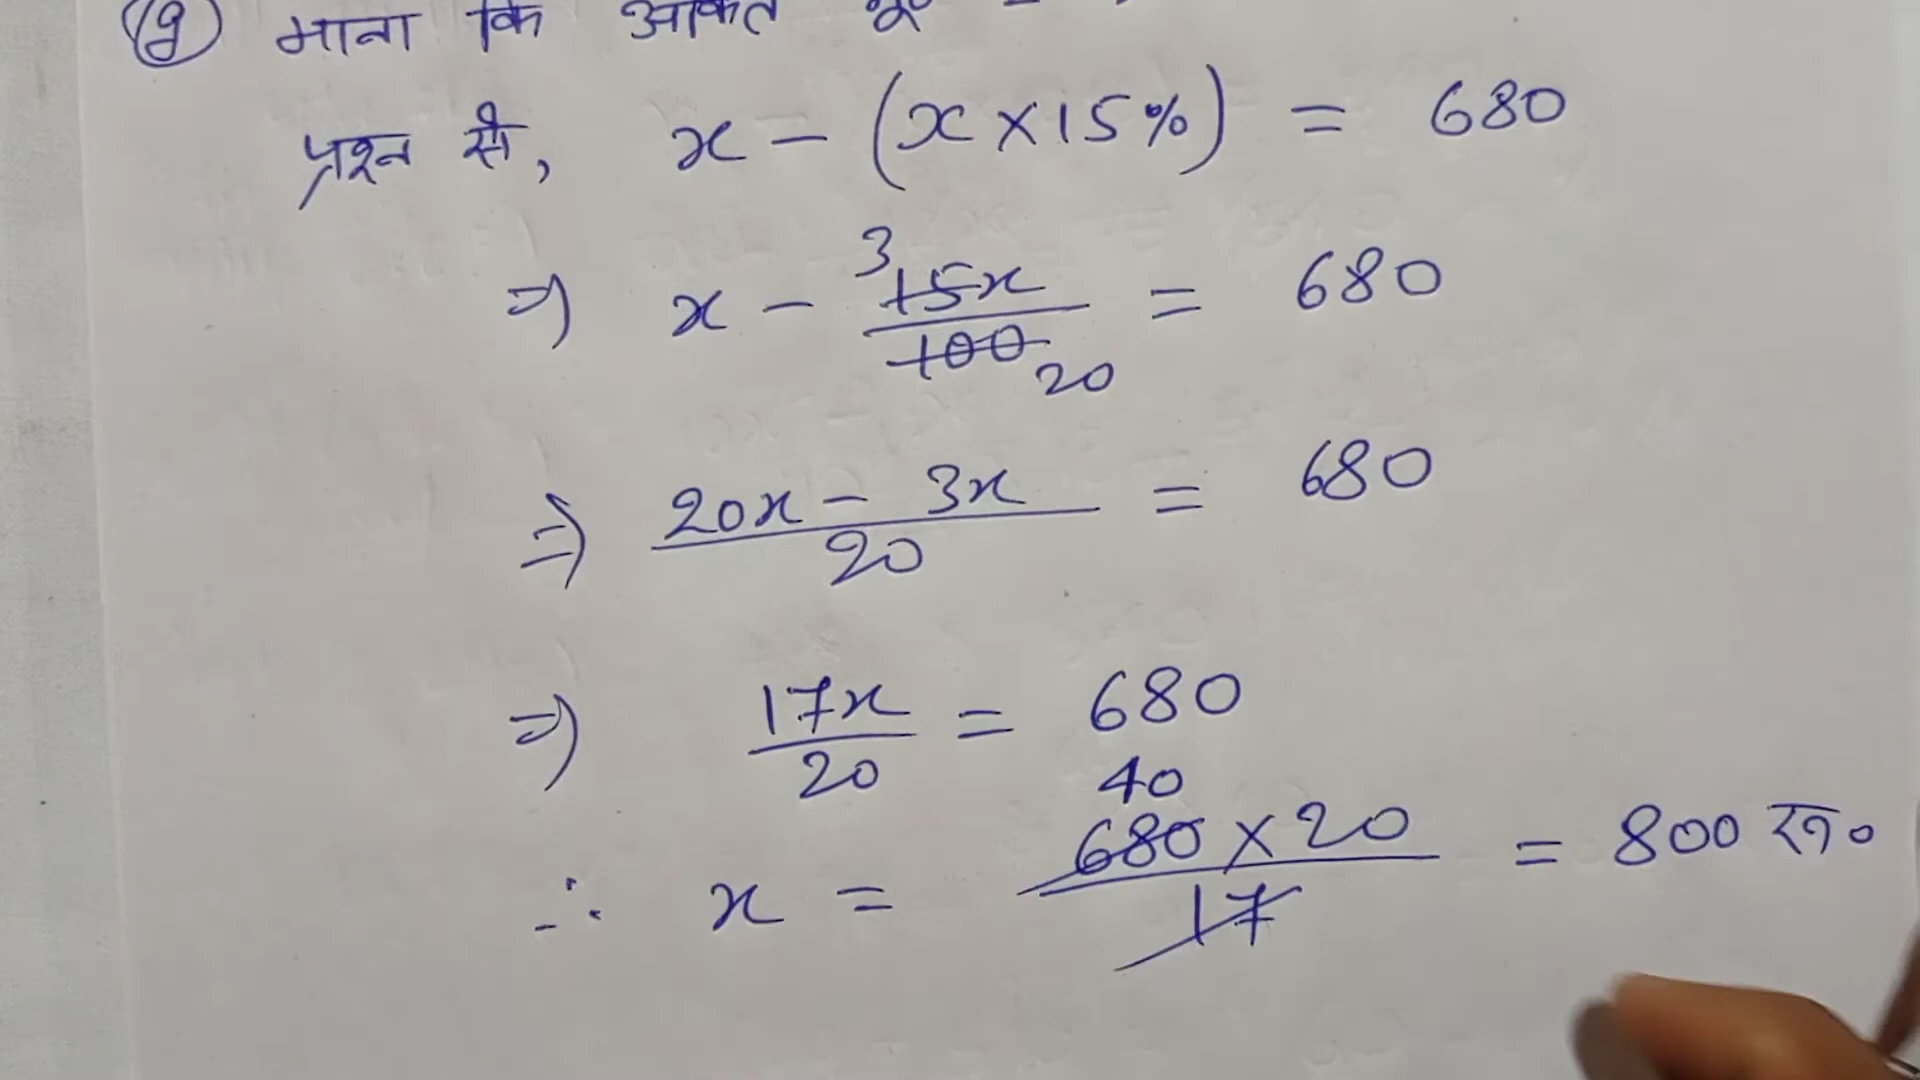 (9) माना कि अंकित मू०
प्रश्न से, x - (x × 15%) = 680
⇒ x - 3 15x / 100 20 = 680
⇒ 20x - 3x / 20 = 680
⇒ 17x / 20 = 680
∴ x = 40 680 × 20 / 17 = 800 रु०